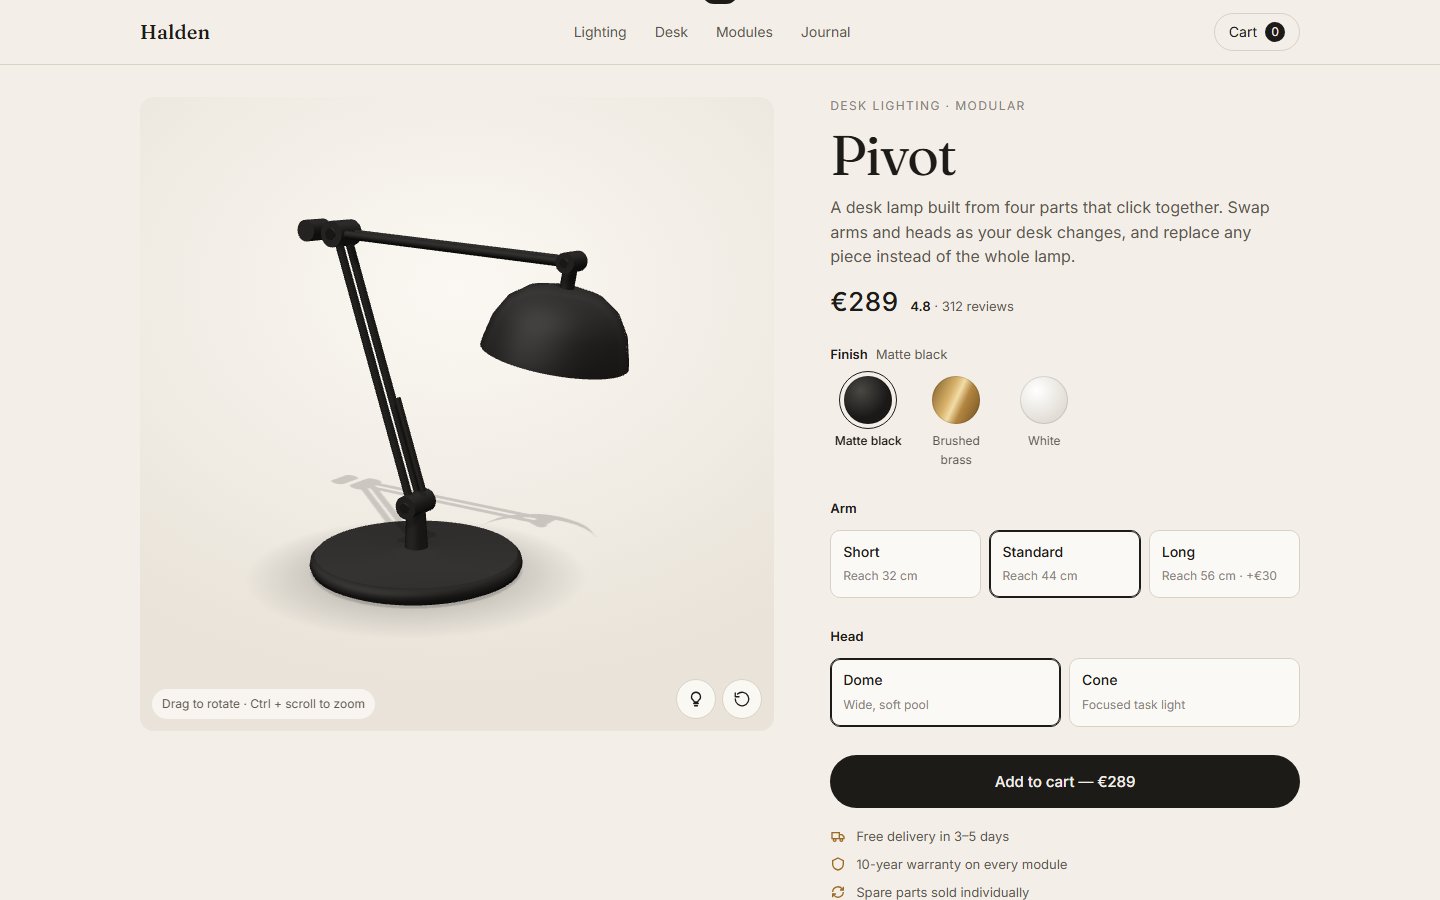 Halden
Lighting
Desk
Modules
Journal
Cart 0
DESK LIGHTING · MODULAR
Pivot
A desk lamp built from four parts that click together. Swap
arms and heads as your desk changes, and replace any
piece instead of the whole lamp.
€289 4.8 · 312 reviews
Finish Matte black
Matte black
Brushed
brass
White
Arm
Short
Reach 32 cm
Standard
Reach 44 cm
Long
Reach 56 cm · +€30
Head
Dome
Wide, soft pool
Cone
Focused task light
Drag to rotate · Ctrl + scroll to zoom
Add to cart — €289
Free delivery in 3–5 days
10-year warranty on every module
Spare parts sold individually